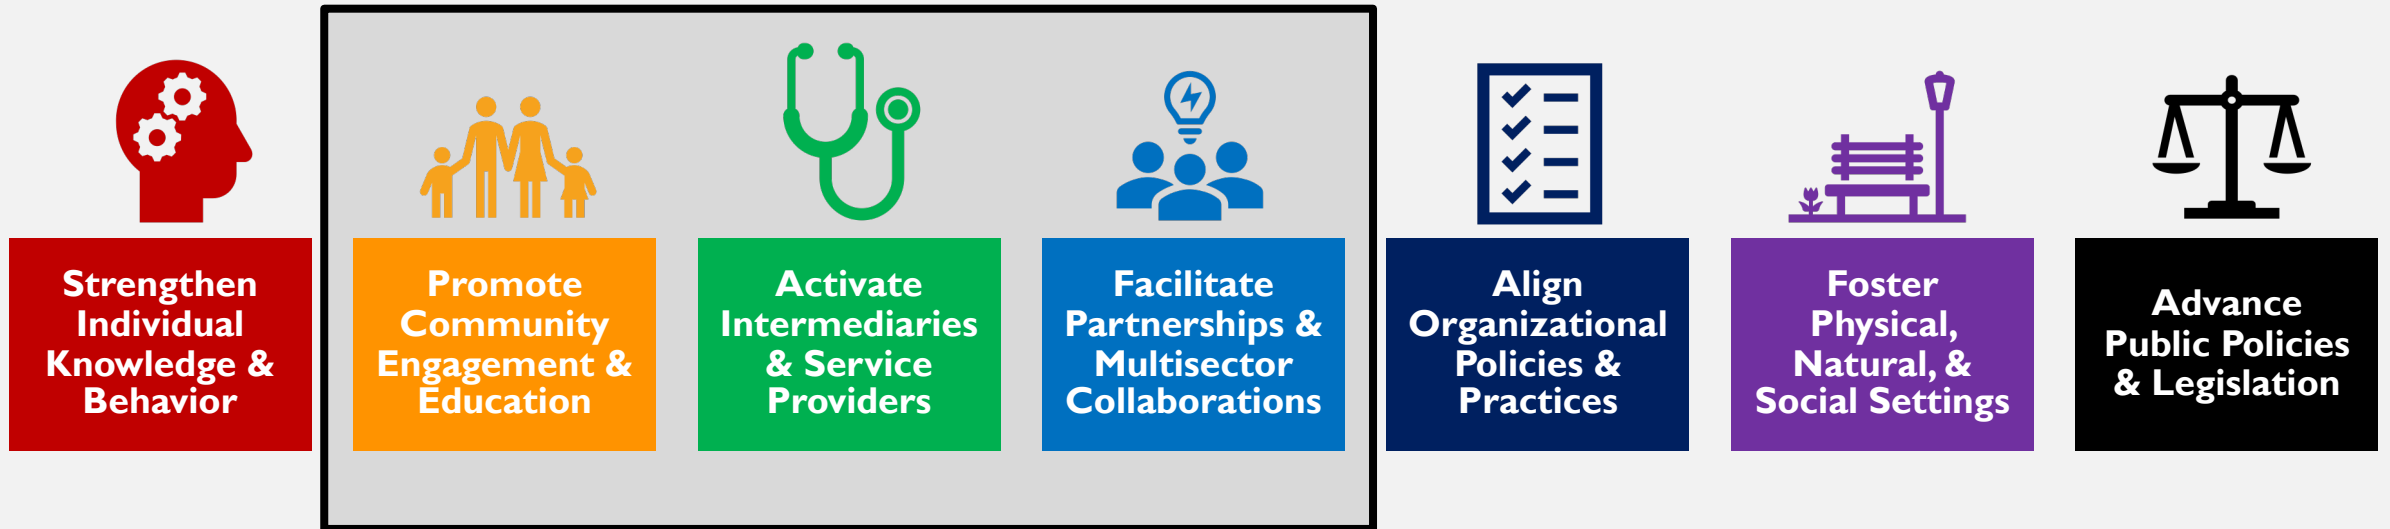 Strengthen
Individual
Knowledge &
Behavior
Promote
Community
Engagement &
Education
Activate
Intermediaries
& Service
Providers
Facilitate
Partnerships &
Multisector
Collaborations
Align
Organizational
Policies &
Practices
Foster
Physical,
Natural, &
Social Settings
Advance
Public Policies
& Legislation